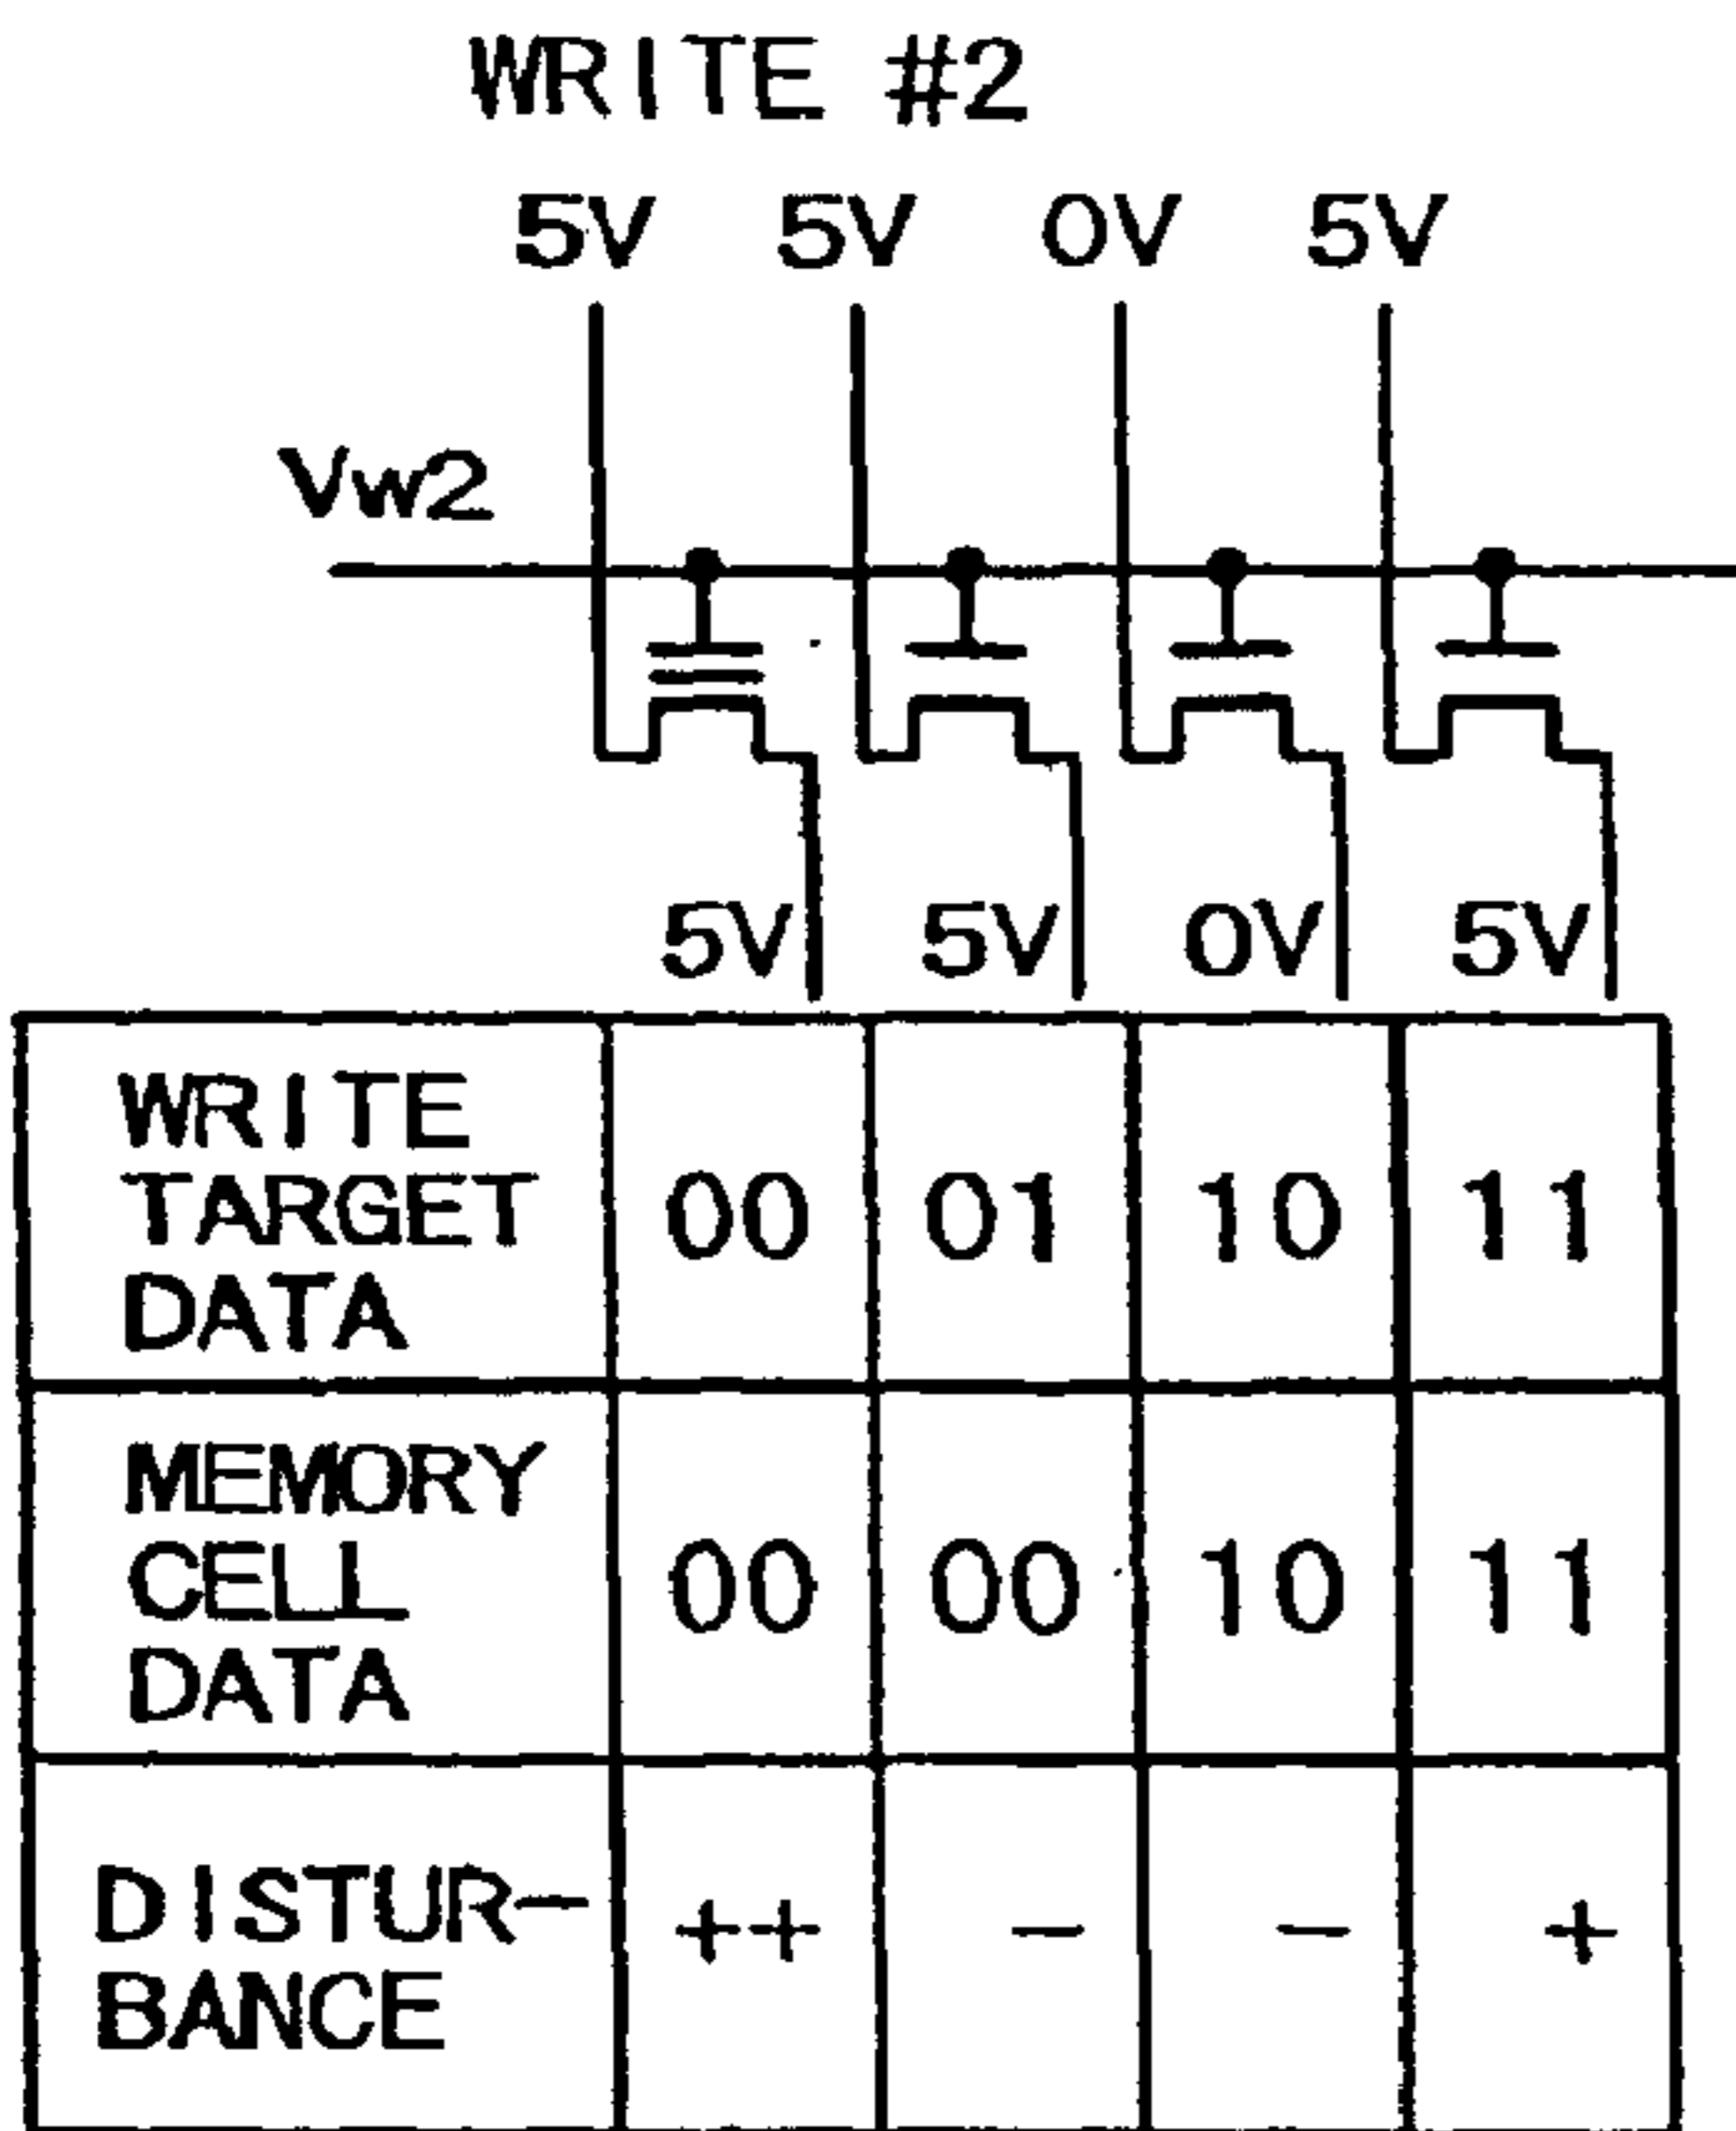 WRITE #2
5V 5V 0V 5V
Vw2
5V 5V 0V 5V
WRITE
TARGET 00 01 10 11
DATA
MEMORY
CELL 00 00 10 11
DATA
DISTUR- ++ − − +
BANCE